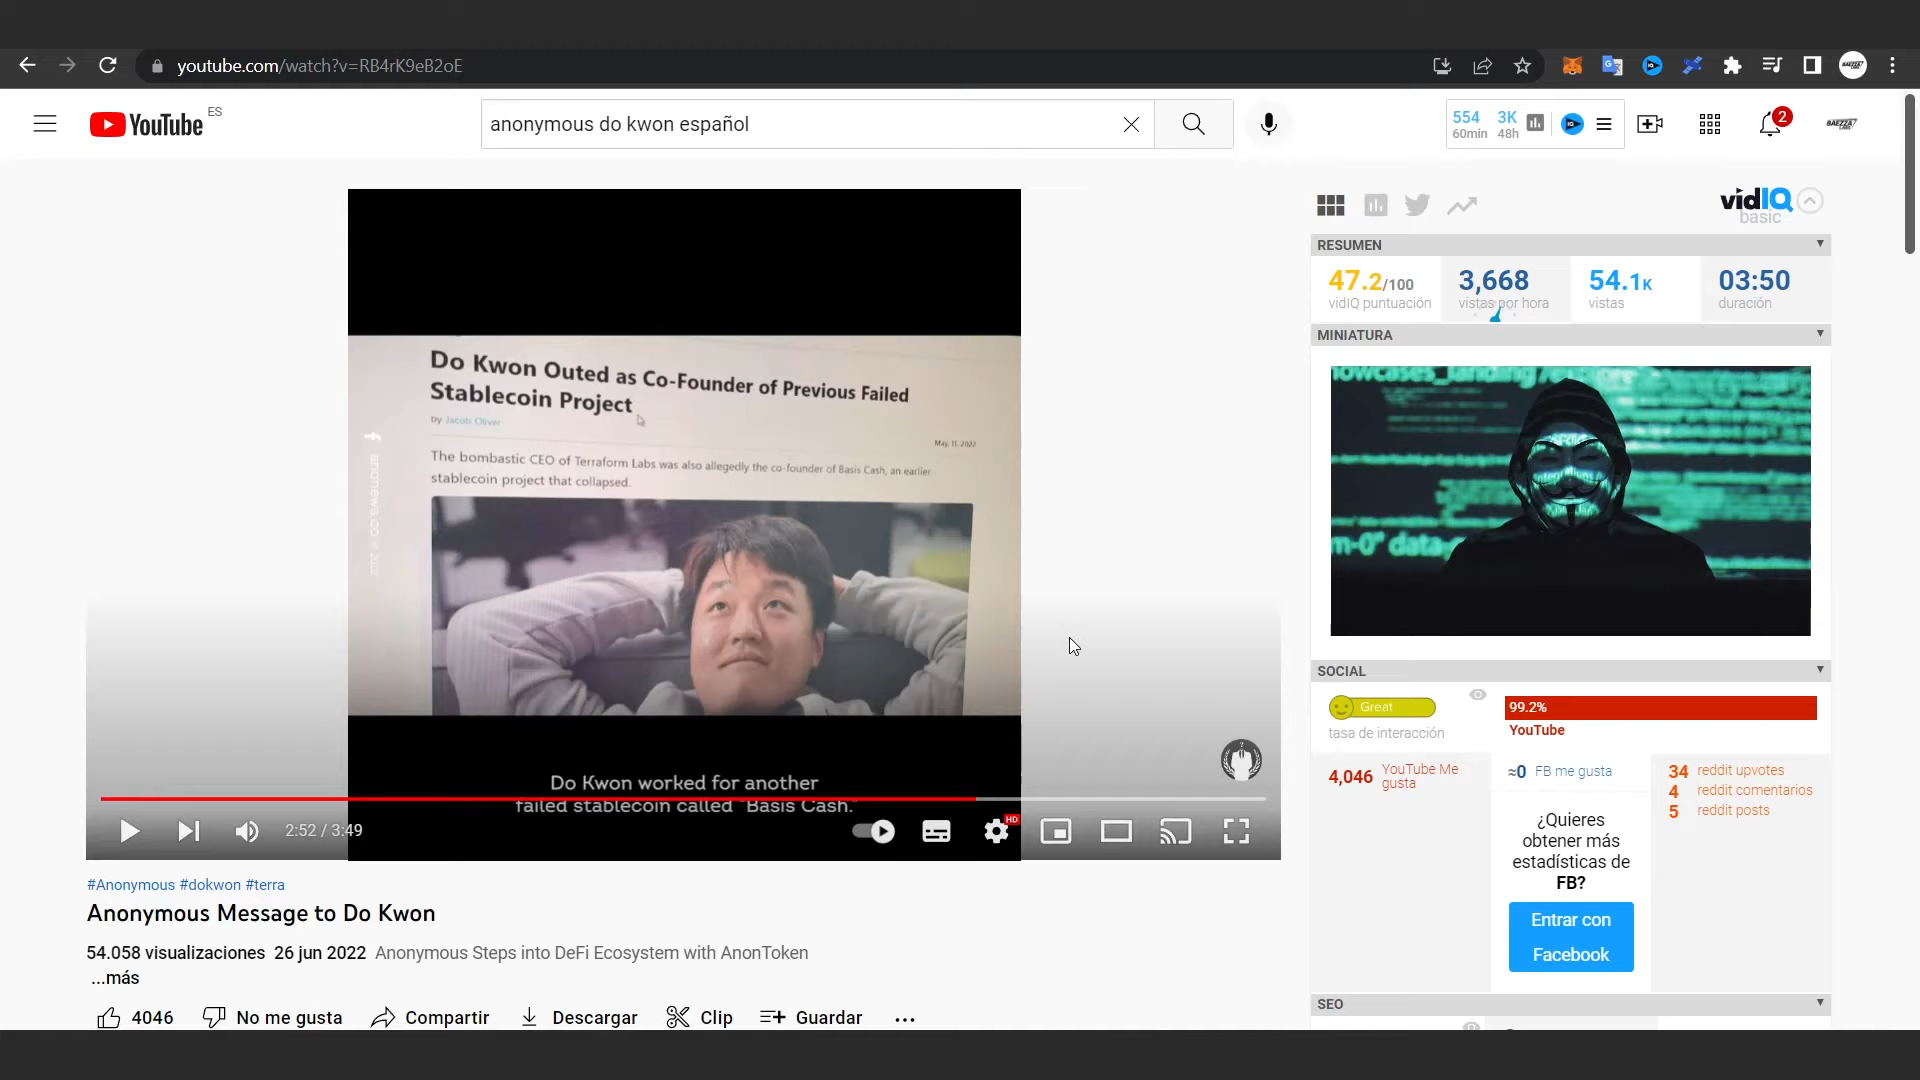 youtube.com/watch?v=RB4rK9eB2oE
YouTube ES
anonymous do kwon español
554 3K
60min 48h
2
BAEZZA
vidIQ
basic
RESUMEN
47.2/100 3,668 54.1K 03:50
vidIQ puntuación vistas por hora vistas duración
MINIATURA
m-0" data-
Do Kwon Outed as Co-Founder of Previous Failed
Stablecoin Project
by Jacob Oliver
May, 11, 2022
The bombastic CEO of Terraform Labs was also allegedly the co-founder of Basis Cash, an earlier
stablecoin project that collapsed.
anonews.co © 2022
Do Kwon worked for another
failed stablecoin called "Basis Cash."
2:52 / 3:49
HD
SOCIAL
Great
tasa de interacción
99.2%
YouTube
4,046 YouTube Me
gusta
≈0 FB me gusta
34 reddit upvotes
4 reddit comentarios
5 reddit posts
¿Quieres
obtener más
estadísticas de
FB?
Entrar con
Facebook
SEO
#Anonymous #dokwon #terra
Anonymous Message to Do Kwon
54.058 visualizaciones 26 jun 2022 Anonymous Steps into DeFi Ecosystem with AnonToken
...más
4046 No me gusta Compartir Descargar Clip Guardar